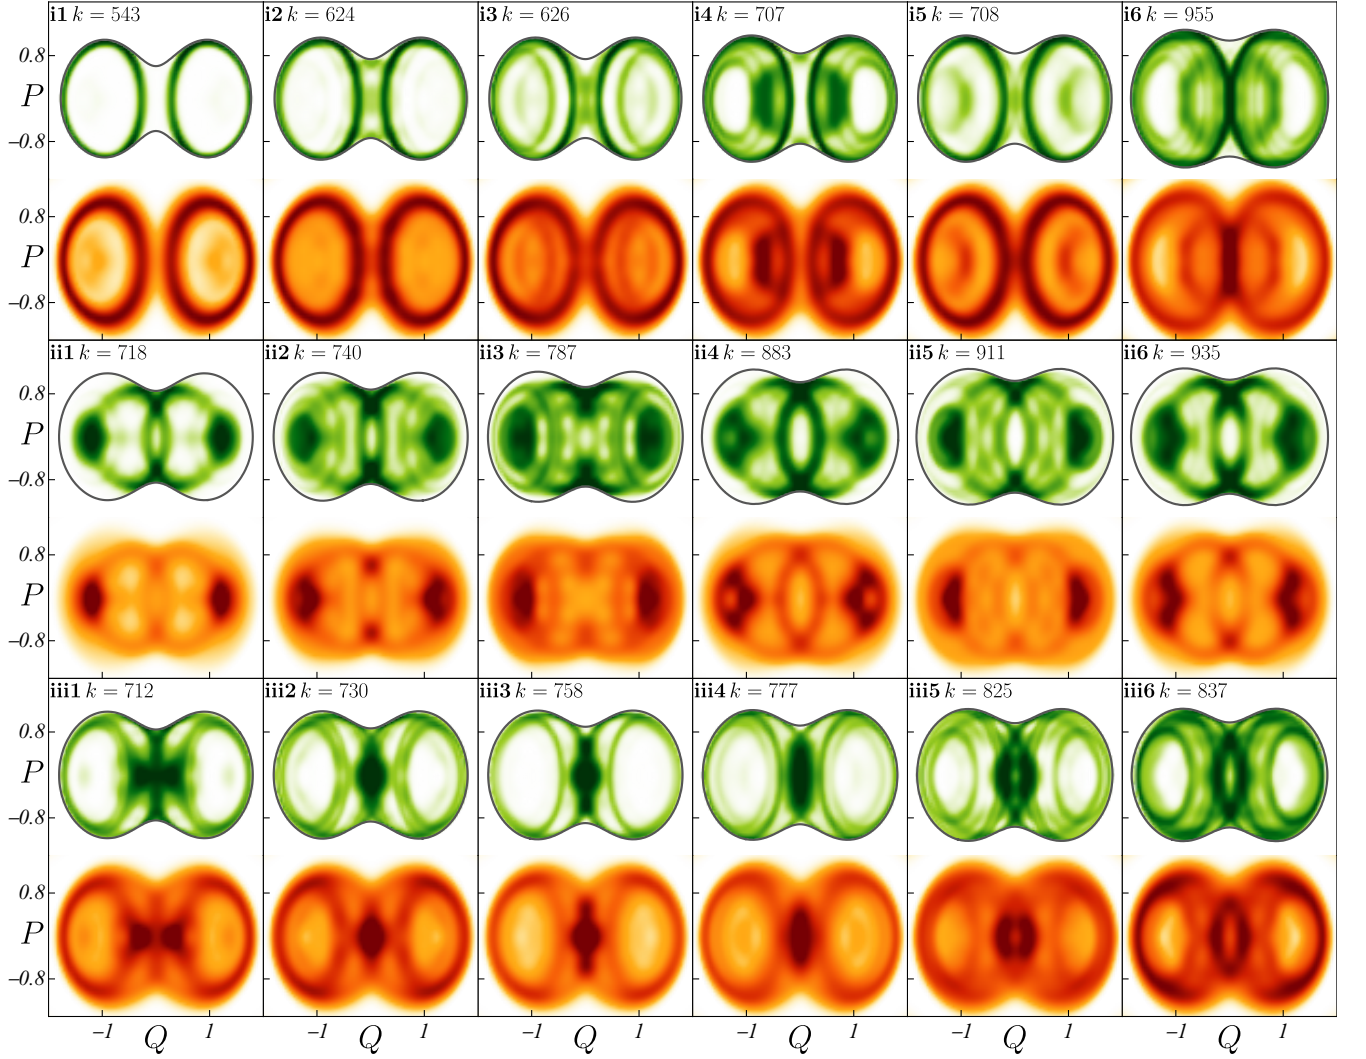 i1 k = 543 i2 k = 624 i3 k = 626 i4 k = 707 i5 k = 708 i6 k = 955
0.8
P
−0.8
0.8
P
−0.8
ii1 k = 718 ii2 k = 740 ii3 k = 787 ii4 k = 883 ii5 k = 911 ii6 k = 935
0.8
P
−0.8
0.8
P
−0.8
iii1 k = 712 iii2 k = 730 iii3 k = 758 iii4 k = 777 iii5 k = 825 iii6 k = 837
0.8
P
−0.8
0.8
P
−0.8
−1 Q 1 −1 Q 1 −1 Q 1 −1 Q 1 −1 Q 1 −1 Q 1